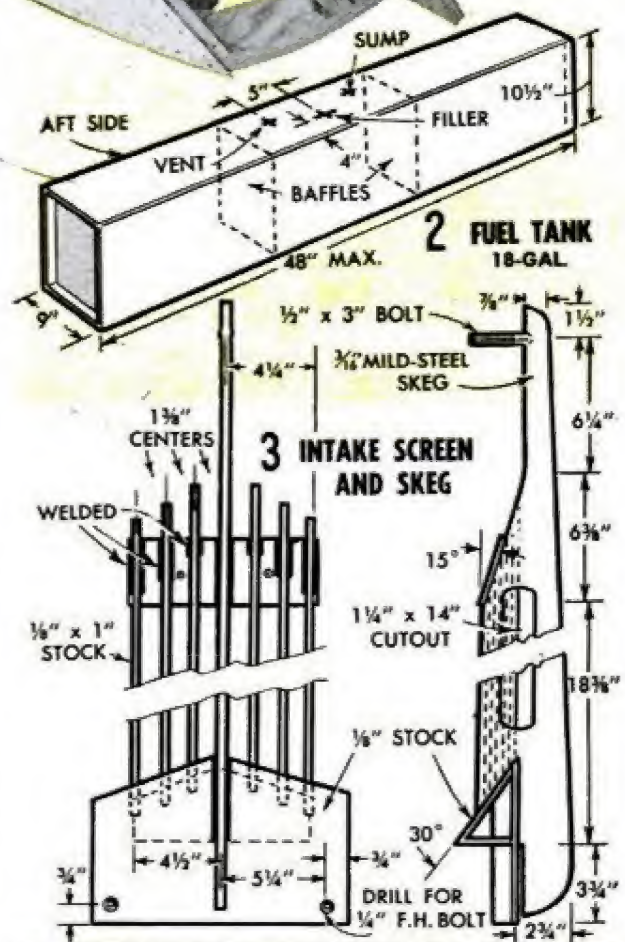 SUMP
5"
10½"
AFT SIDE
FILLER
VENT
4"
BAFFLES
2 FUEL TANK
18-GAL.
48" MAX.
9"
⅞"
½" x 3" BOLT
1½"
3/16" MILD-STEEL
SKEG
4¼"
6¼"
1⅜"
CENTERS
3 INTAKE SCREEN
AND SKEG
WELDED
6⅜"
15°
1¼" x 14"
CUTOUT
⅛" x 1"
STOCK
18⅜"
⅛" STOCK
30°
4½"
¾"
¾"
5¼"
DRILL FOR
¼" F.H. BOLT
3¾"
2¾"